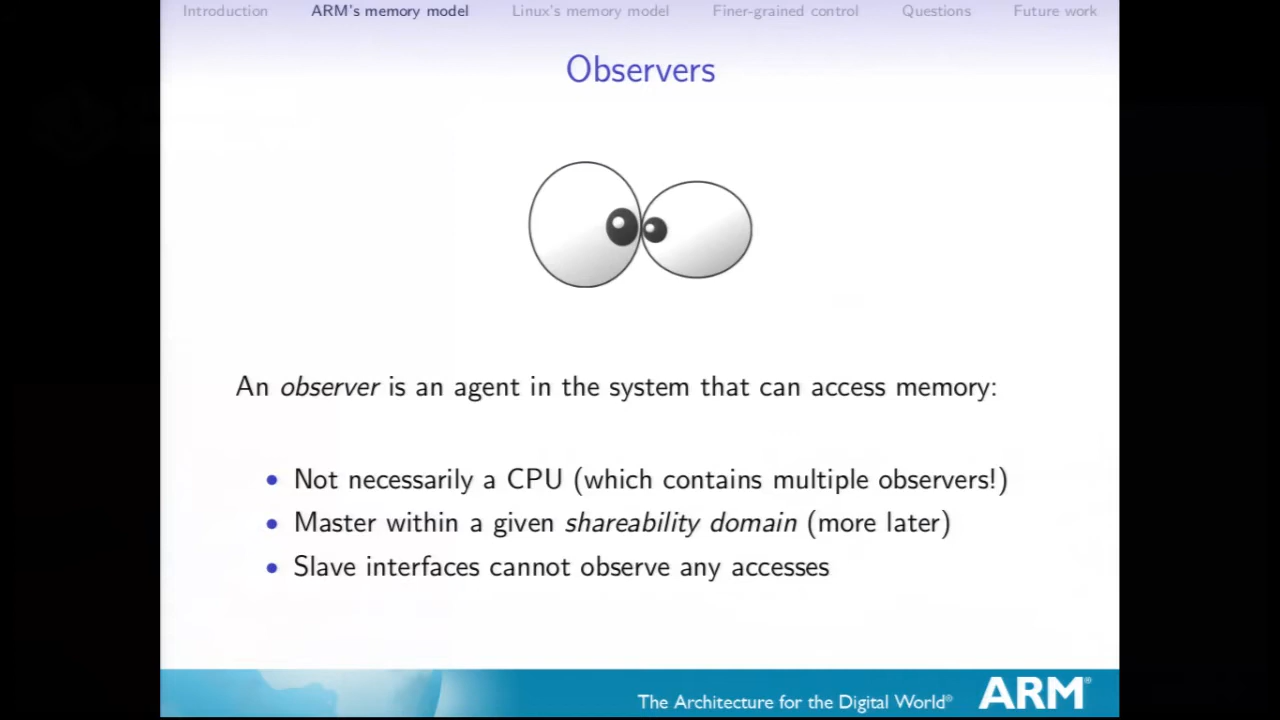 Introduction ARM's memory model Linux's memory model Finer-grained control Questions Future work
Observers
An observer is an agent in the system that can access memory:
• Not necessarily a CPU (which contains multiple observers!)
• Master within a given shareability domain (more later)
• Slave interfaces cannot observe any accesses
The Architecture for the Digital World® ARM®